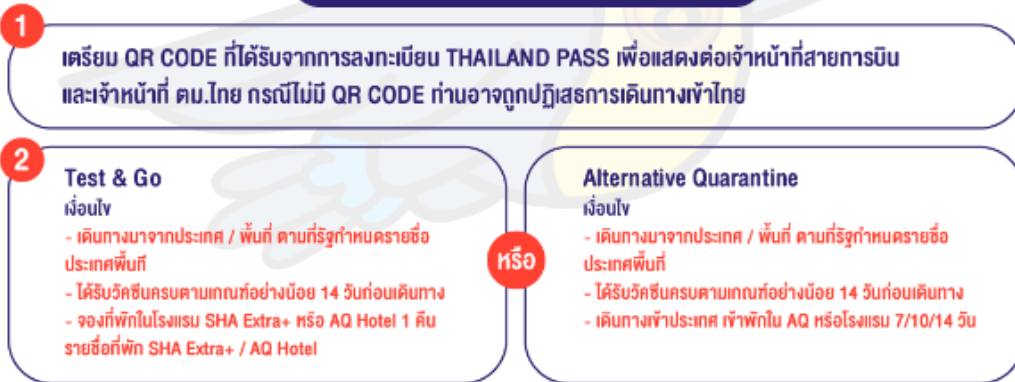 1
เตรียม QR CODE ที่ได้รับจากการลงทะเบียน THAILAND PASS เพื่อแสดงต่อเจ้าหน้าที่สายการบิน
และเจ้าหน้าที่ ตม.ไทย กรณีไม่มี QR CODE ท่านอาจถูกปฏิเสธการเดินทางเข้าไทย
2
Test & Go
เงื่อนไข
- เดินทางมาจากประเทศ / พื้นที่ ตามที่รัฐกำหนดรายชื่อ
ประเทศพื้นที่
- ได้รับวัคซีนครบตามเกณฑ์อย่างน้อย 14 วันก่อนเดินทาง
- จองที่พักในโรงแรม SHA Extra+ หรือ AQ Hotel 1 คืน
รายชื่อที่พัก SHA Extra+ / AQ Hotel
หรือ
Alternative Quarantine
เงื่อนไข
- เดินทางมาจากประเทศ / พื้นที่ ตามที่รัฐกำหนดรายชื่อ
ประเทศพื้นที่
- ได้รับวัคซีนครบตามเกณฑ์อย่างน้อย 14 วันก่อนเดินทาง
- เดินทางเข้าประเทศ เข้าพักใน AQ หรือโรงแรม 7/10/14 วัน